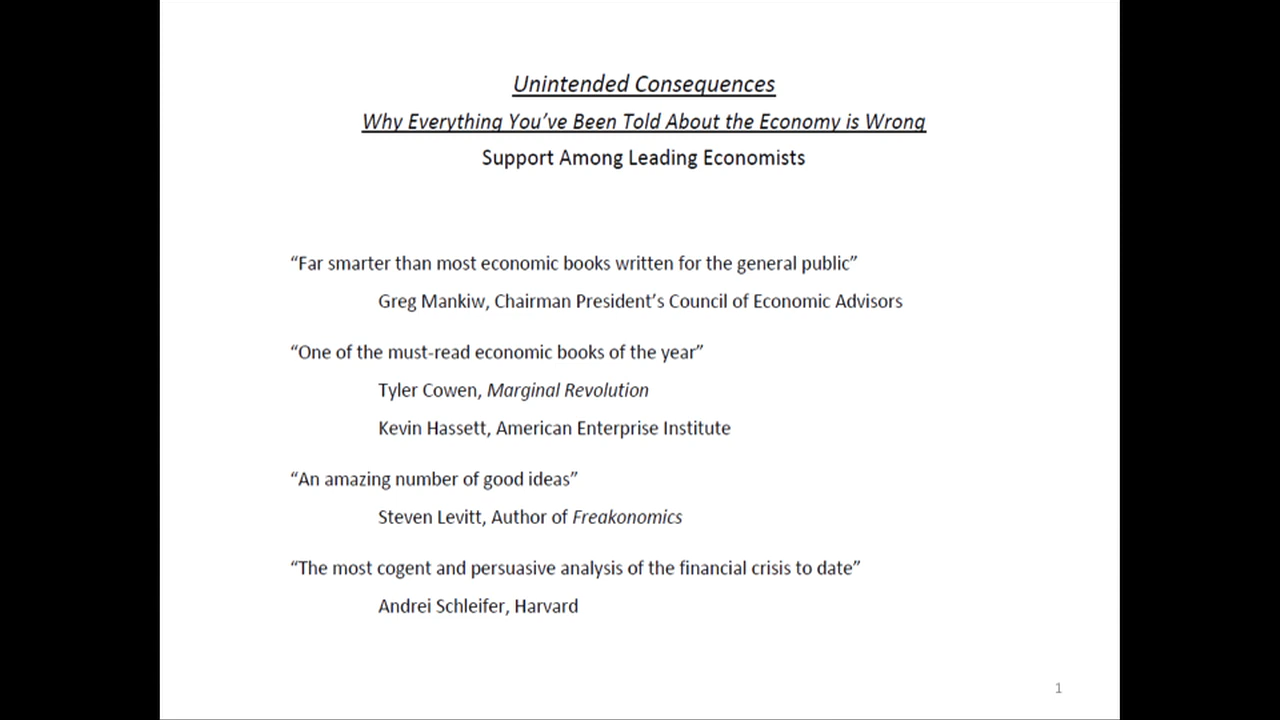 Unintended Consequences
Why Everything You’ve Been Told About the Economy is Wrong
Support Among Leading Economists
“Far smarter than most economic books written for the general public”
Greg Mankiw, Chairman President’s Council of Economic Advisors
“One of the must-read economic books of the year”
Tyler Cowen, Marginal Revolution
Kevin Hassett, American Enterprise Institute
“An amazing number of good ideas”
Steven Levitt, Author of Freakonomics
“The most cogent and persuasive analysis of the financial crisis to date”
Andrei Schleifer, Harvard
1